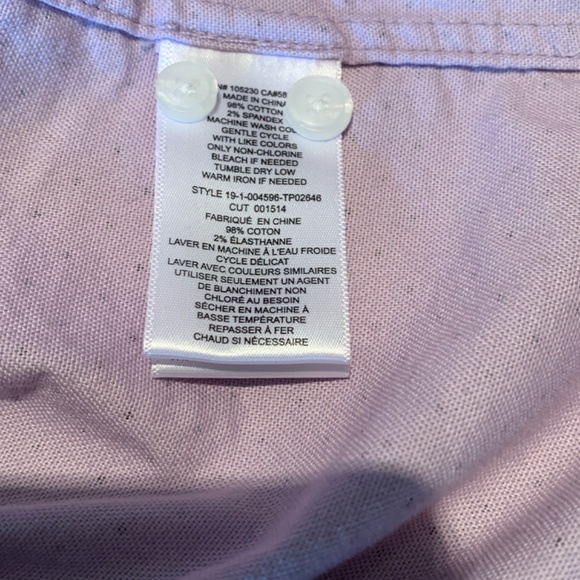 N# 105230 CA#58
MADE IN CHINA
98% COTTON
2% SPANDEX
MACHINE WASH COL
GENTLE CYCLE
WITH LIKE COLORS
ONLY NON-CHLORINE
BLEACH IF NEEDED
TUMBLE DRY LOW
WARM IRON IF NEEDED
STYLE 19-1-004596-TP02646
CUT 001514
FABRIQUÉ EN CHINE
98% COTON
2% ÉLASTHANNE
LAVER EN MACHINE À L'EAU FROIDE
CYCLE DÉLICAT
LAVER AVEC COULEURS SIMILAIRES
UTILISER SEULEMENT UN AGENT
DE BLANCHIMENT NON
CHLORÉ AU BESOIN
SÉCHER EN MACHINE À
BASSE TEMPÉRATURE
REPASSER À FER
CHAUD SI NÉCESSAIRE